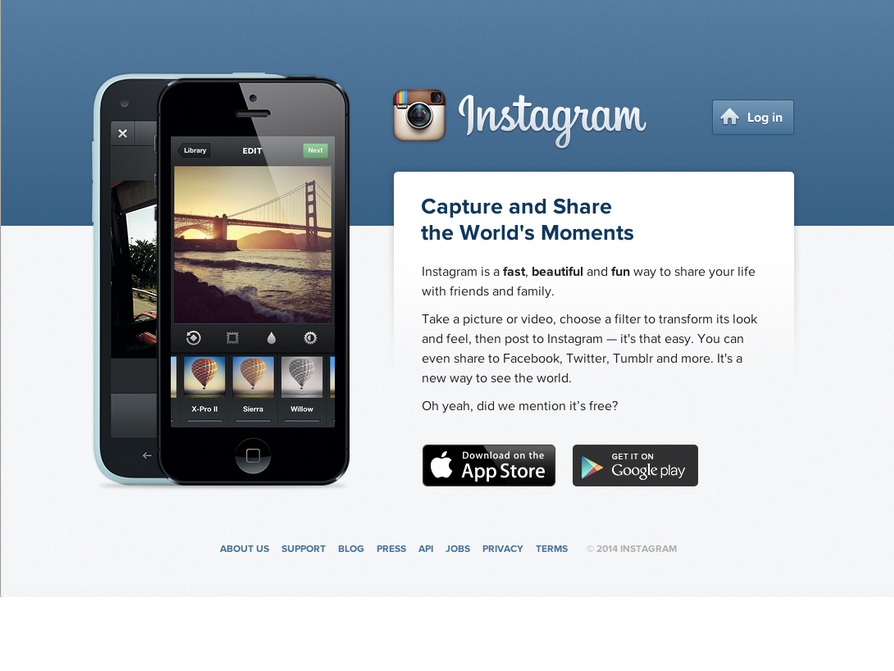 Instagram
Log in
Library
EDIT
Next
X-Pro II
Sierra
Willow
Capture and Share
the World's Moments
Instagram is a fast, beautiful and fun way to share your life
with friends and family.
Take a picture or video, choose a filter to transform its look
and feel, then post to Instagram — it's that easy. You can
even share to Facebook, Twitter, Tumblr and more. It's a
new way to see the world.
Oh yeah, did we mention it’s free?
Download on the
App Store
GET IT ON
Google play
ABOUT US SUPPORT BLOG PRESS API JOBS PRIVACY TERMS © 2014 INSTAGRAM